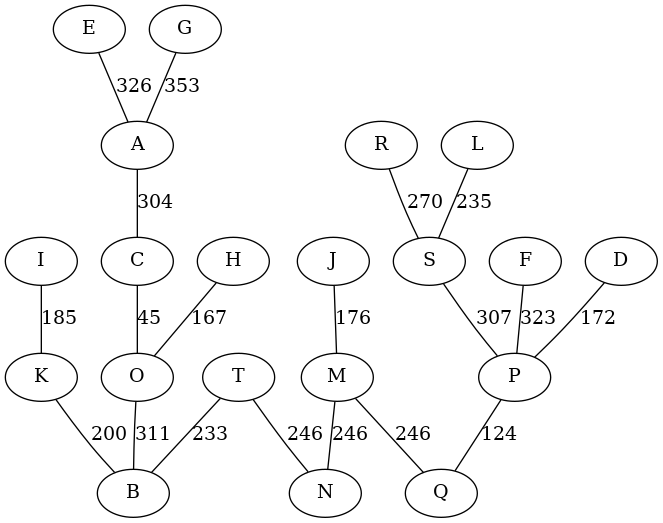 E G
326 353
A R L
304 270 235
I C H J S F D
185 45 167 176 307 323 172
K O T M P
200 311 233 246 246 246 124
B N Q